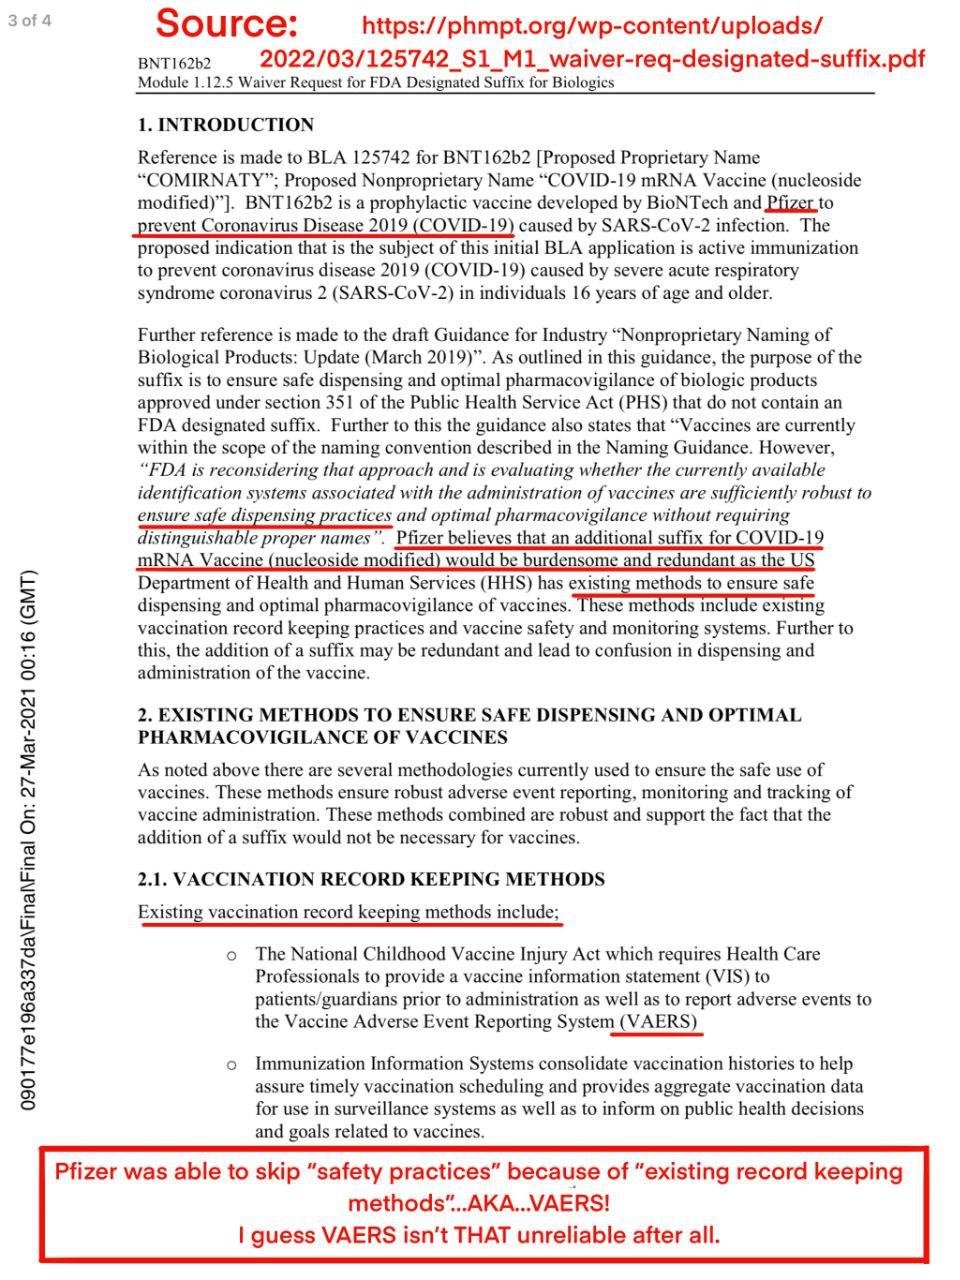 3 of 4
Source: https://phmpt.org/wp-content/uploads/
2022/03/125742_S1_M1_waiver-req-designated-suffix.pdf
BNT162b2
Module 1.12.5 Waiver Request for FDA Designated Suffix for Biologics
1. INTRODUCTION
Reference is made to BLA 125742 for BNT162b2 [Proposed Proprietary Name
“COMIRNATY”; Proposed Nonproprietary Name “COVID-19 mRNA Vaccine (nucleoside
modified)”]. BNT162b2 is a prophylactic vaccine developed by BioNTech and Pfizer to
prevent Coronavirus Disease 2019 (COVID-19) caused by SARS-CoV-2 infection. The
proposed indication that is the subject of this initial BLA application is active immunization
to prevent coronavirus disease 2019 (COVID-19) caused by severe acute respiratory
syndrome coronavirus 2 (SARS-CoV-2) in individuals 16 years of age and older.
Further reference is made to the draft Guidance for Industry “Nonproprietary Naming of
Biological Products: Update (March 2019)”. As outlined in this guidance, the purpose of the
suffix is to ensure safe dispensing and optimal pharmacovigilance of biologic products
approved under section 351 of the Public Health Service Act (PHS) that do not contain an
FDA designated suffix. Further to this the guidance also states that “Vaccines are currently
within the scope of the naming convention described in the Naming Guidance. However,
“FDA is reconsidering that approach and is evaluating whether the currently available
identification systems associated with the administration of vaccines are sufficiently robust to
ensure safe dispensing practices and optimal pharmacovigilance without requiring
distinguishable proper names”. Pfizer believes that an additional suffix for COVID-19
mRNA Vaccine (nucleoside modified) would be burdensome and redundant as the US
Department of Health and Human Services (HHS) has existing methods to ensure safe
dispensing and optimal pharmacovigilance of vaccines. These methods include existing
vaccination record keeping practices and vaccine safety and monitoring systems. Further to
this, the addition of a suffix may be redundant and lead to confusion in dispensing and
administration of the vaccine.
2. EXISTING METHODS TO ENSURE SAFE DISPENSING AND OPTIMAL
PHARMACOVIGILANCE OF VACCINES
As noted above there are several methodologies currently used to ensure the safe use of
vaccines. These methods ensure robust adverse event reporting, monitoring and tracking of
vaccine administration. These methods combined are robust and support the fact that the
addition of a suffix would not be necessary for vaccines.
2.1. VACCINATION RECORD KEEPING METHODS
Existing vaccination record keeping methods include;
o The National Childhood Vaccine Injury Act which requires Health Care
Professionals to provide a vaccine information statement (VIS) to
patients/guardians prior to administration as well as to report adverse events to
the Vaccine Adverse Event Reporting System (VAERS)
o Immunization Information Systems consolidate vaccination histories to help
assure timely vaccination scheduling and provides aggregate vaccination data
for use in surveillance systems as well as to inform on public health decisions
and goals related to vaccines.
090177e196a337da\Final\Final On: 27-Mar-2021 00:16 (GMT)
Pfizer was able to skip “safety practices” because of “existing record keeping
methods”...AKA...VAERS!
I guess VAERS isn’t THAT unreliable after all.